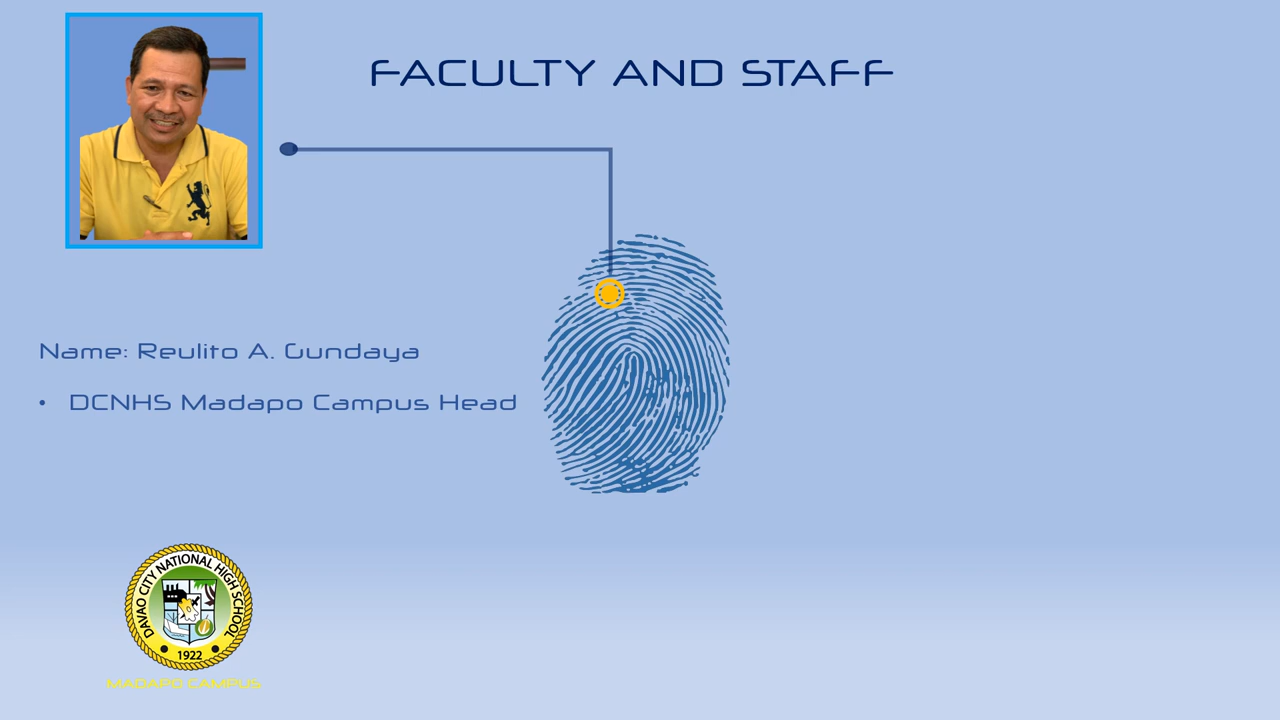 FACULTY AND STAFF
Name: Reulito A. Gundaya
• DCNHS Madapo Campus Head
DAVAO CITY NATIONAL HIGH SCHOOL
1922
MADAPO CAMPUS